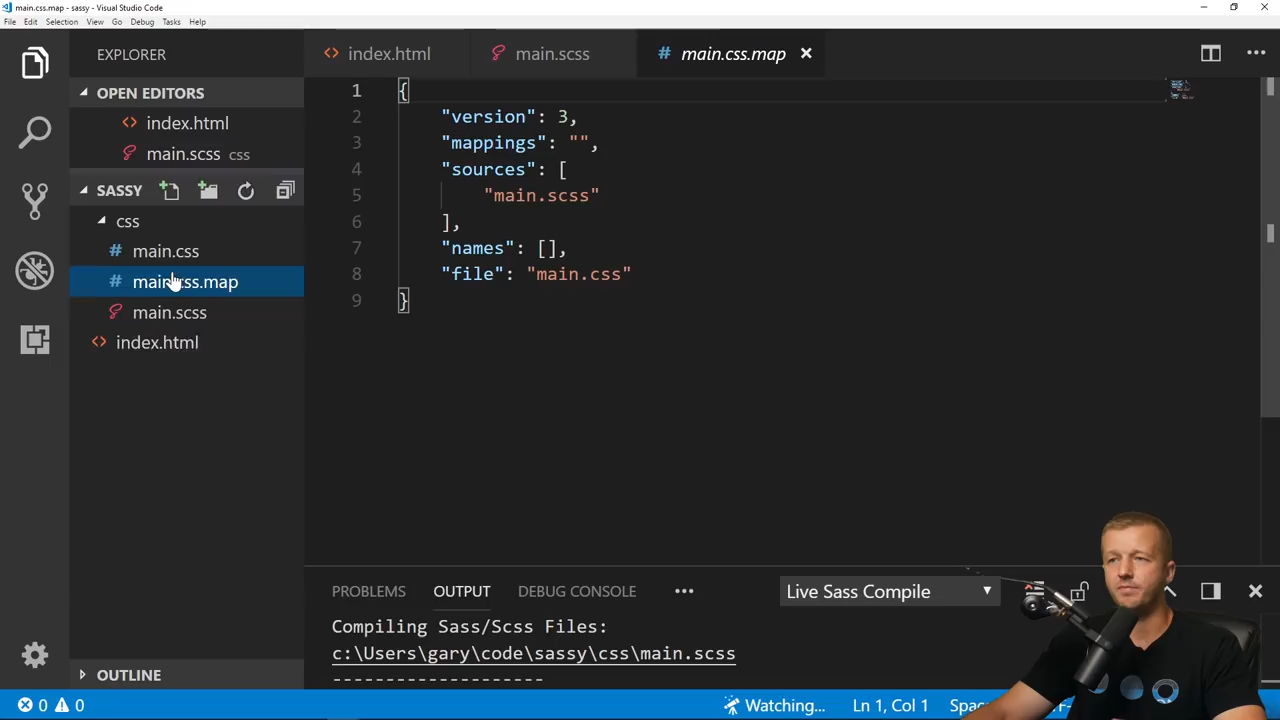 main.css.map - sassy - Visual Studio Code
File Edit Selection View Go Debug Tasks Help
EXPLORER
OPEN EDITORS
index.html
main.scss css
SASSY
css
main.css
main.css.map
main.scss
index.html
OUTLINE
index.html main.scss main.css.map
1 {
2 "version": 3,
3 "mappings": "",
4 "sources": [
5 "main.scss"
6 ],
7 "names": [],
8 "file": "main.css"
9 }
PROBLEMS OUTPUT DEBUG CONSOLE ••• Live Sass Compile
Compiling Sass/Scss Files:
c:\Users\gary\code\sassy\css\main.scss
--------------------
0 0 Watching... Ln 1, Col 1